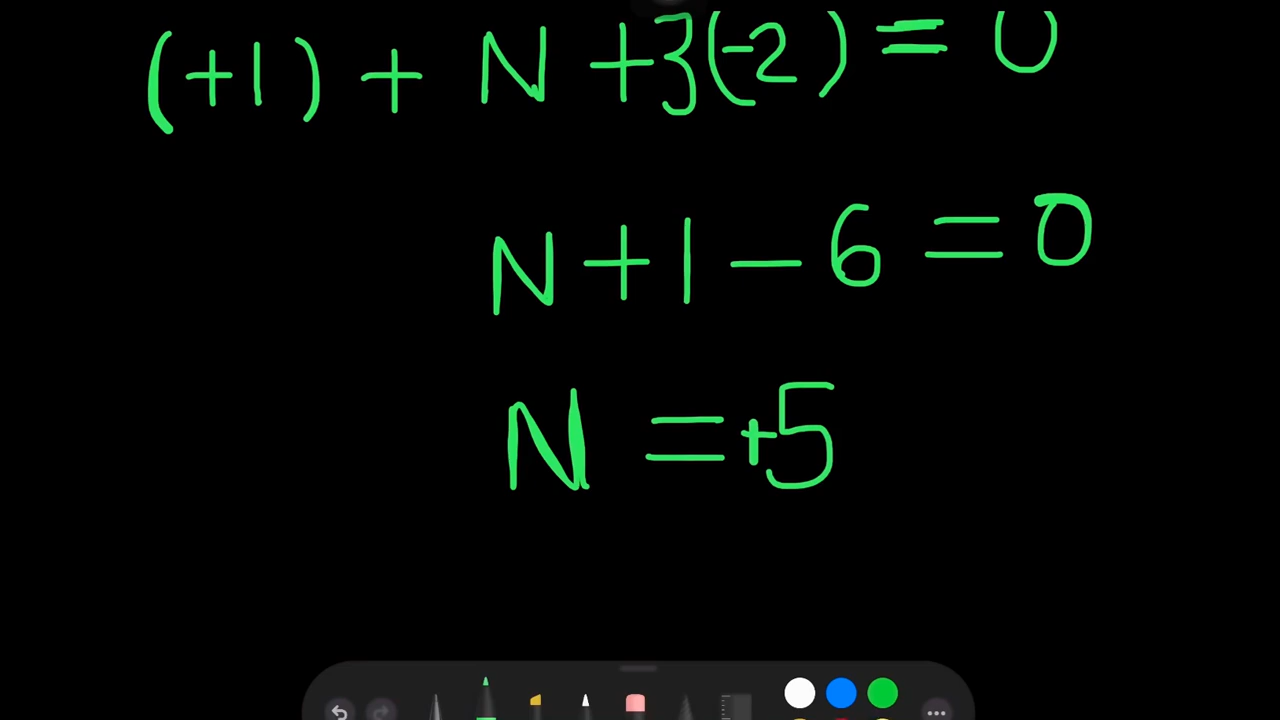 (+1) + N + 3(-2) = 0
N + 1 - 6 = 0
N = +5